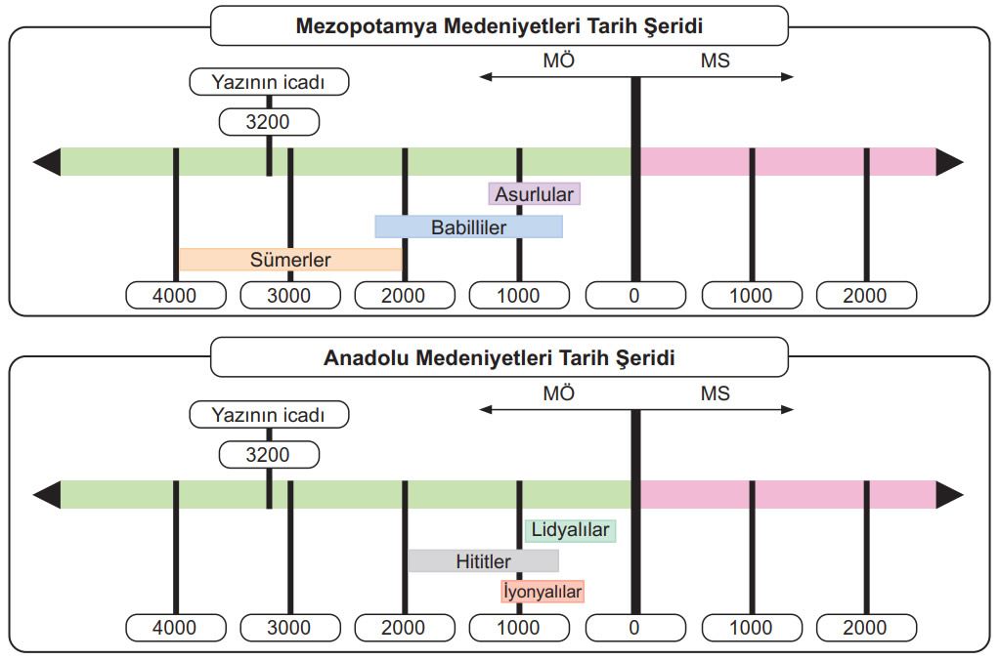 Mezopotamya Medeniyetleri Tarih Şeridi
MÖ MS
Yazının icadı
3200
Asurlular
Babilliler
Sümerler
4000 3000 2000 1000 0 1000 2000
Anadolu Medeniyetleri Tarih Şeridi
MÖ MS
Yazının icadı
3200
Lidyalılar
Hititler
İyonyalılar
4000 3000 2000 1000 0 1000 2000